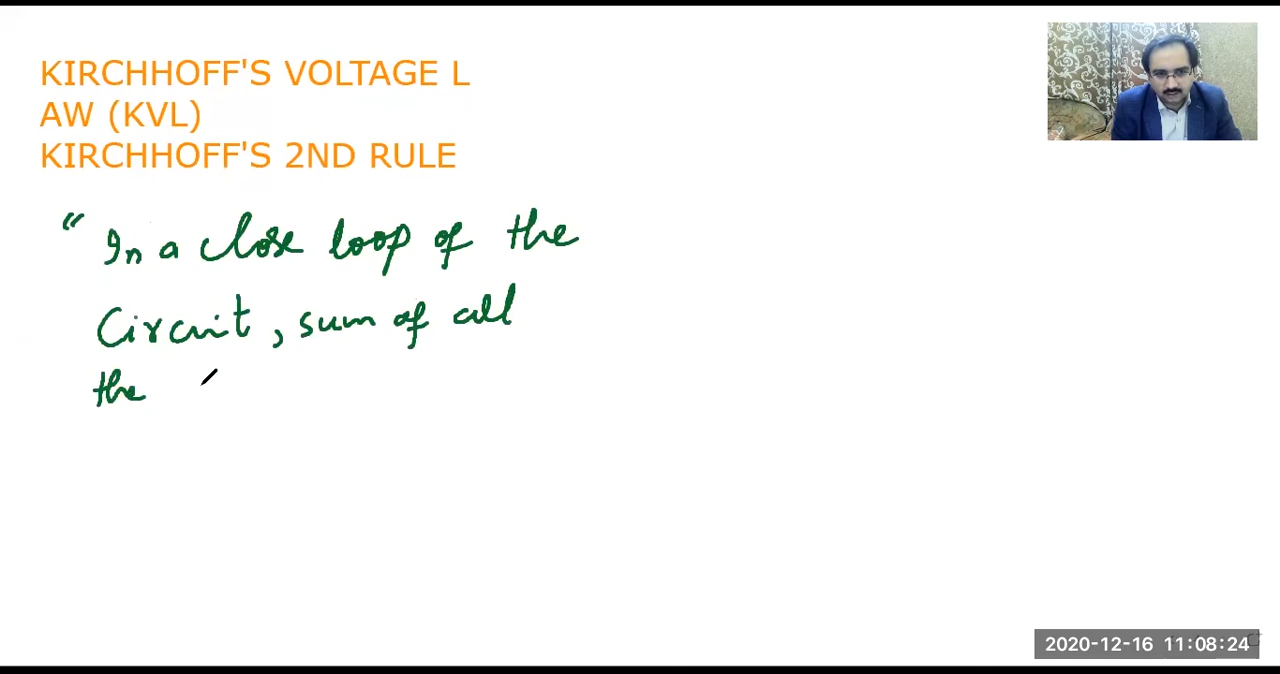 KIRCHHOFF'S VOLTAGE L
AW (KVL)
KIRCHHOFF'S 2ND RULE
" In a close loop of the
Circuit, sum of all
the
2020-12-16 11:08:24